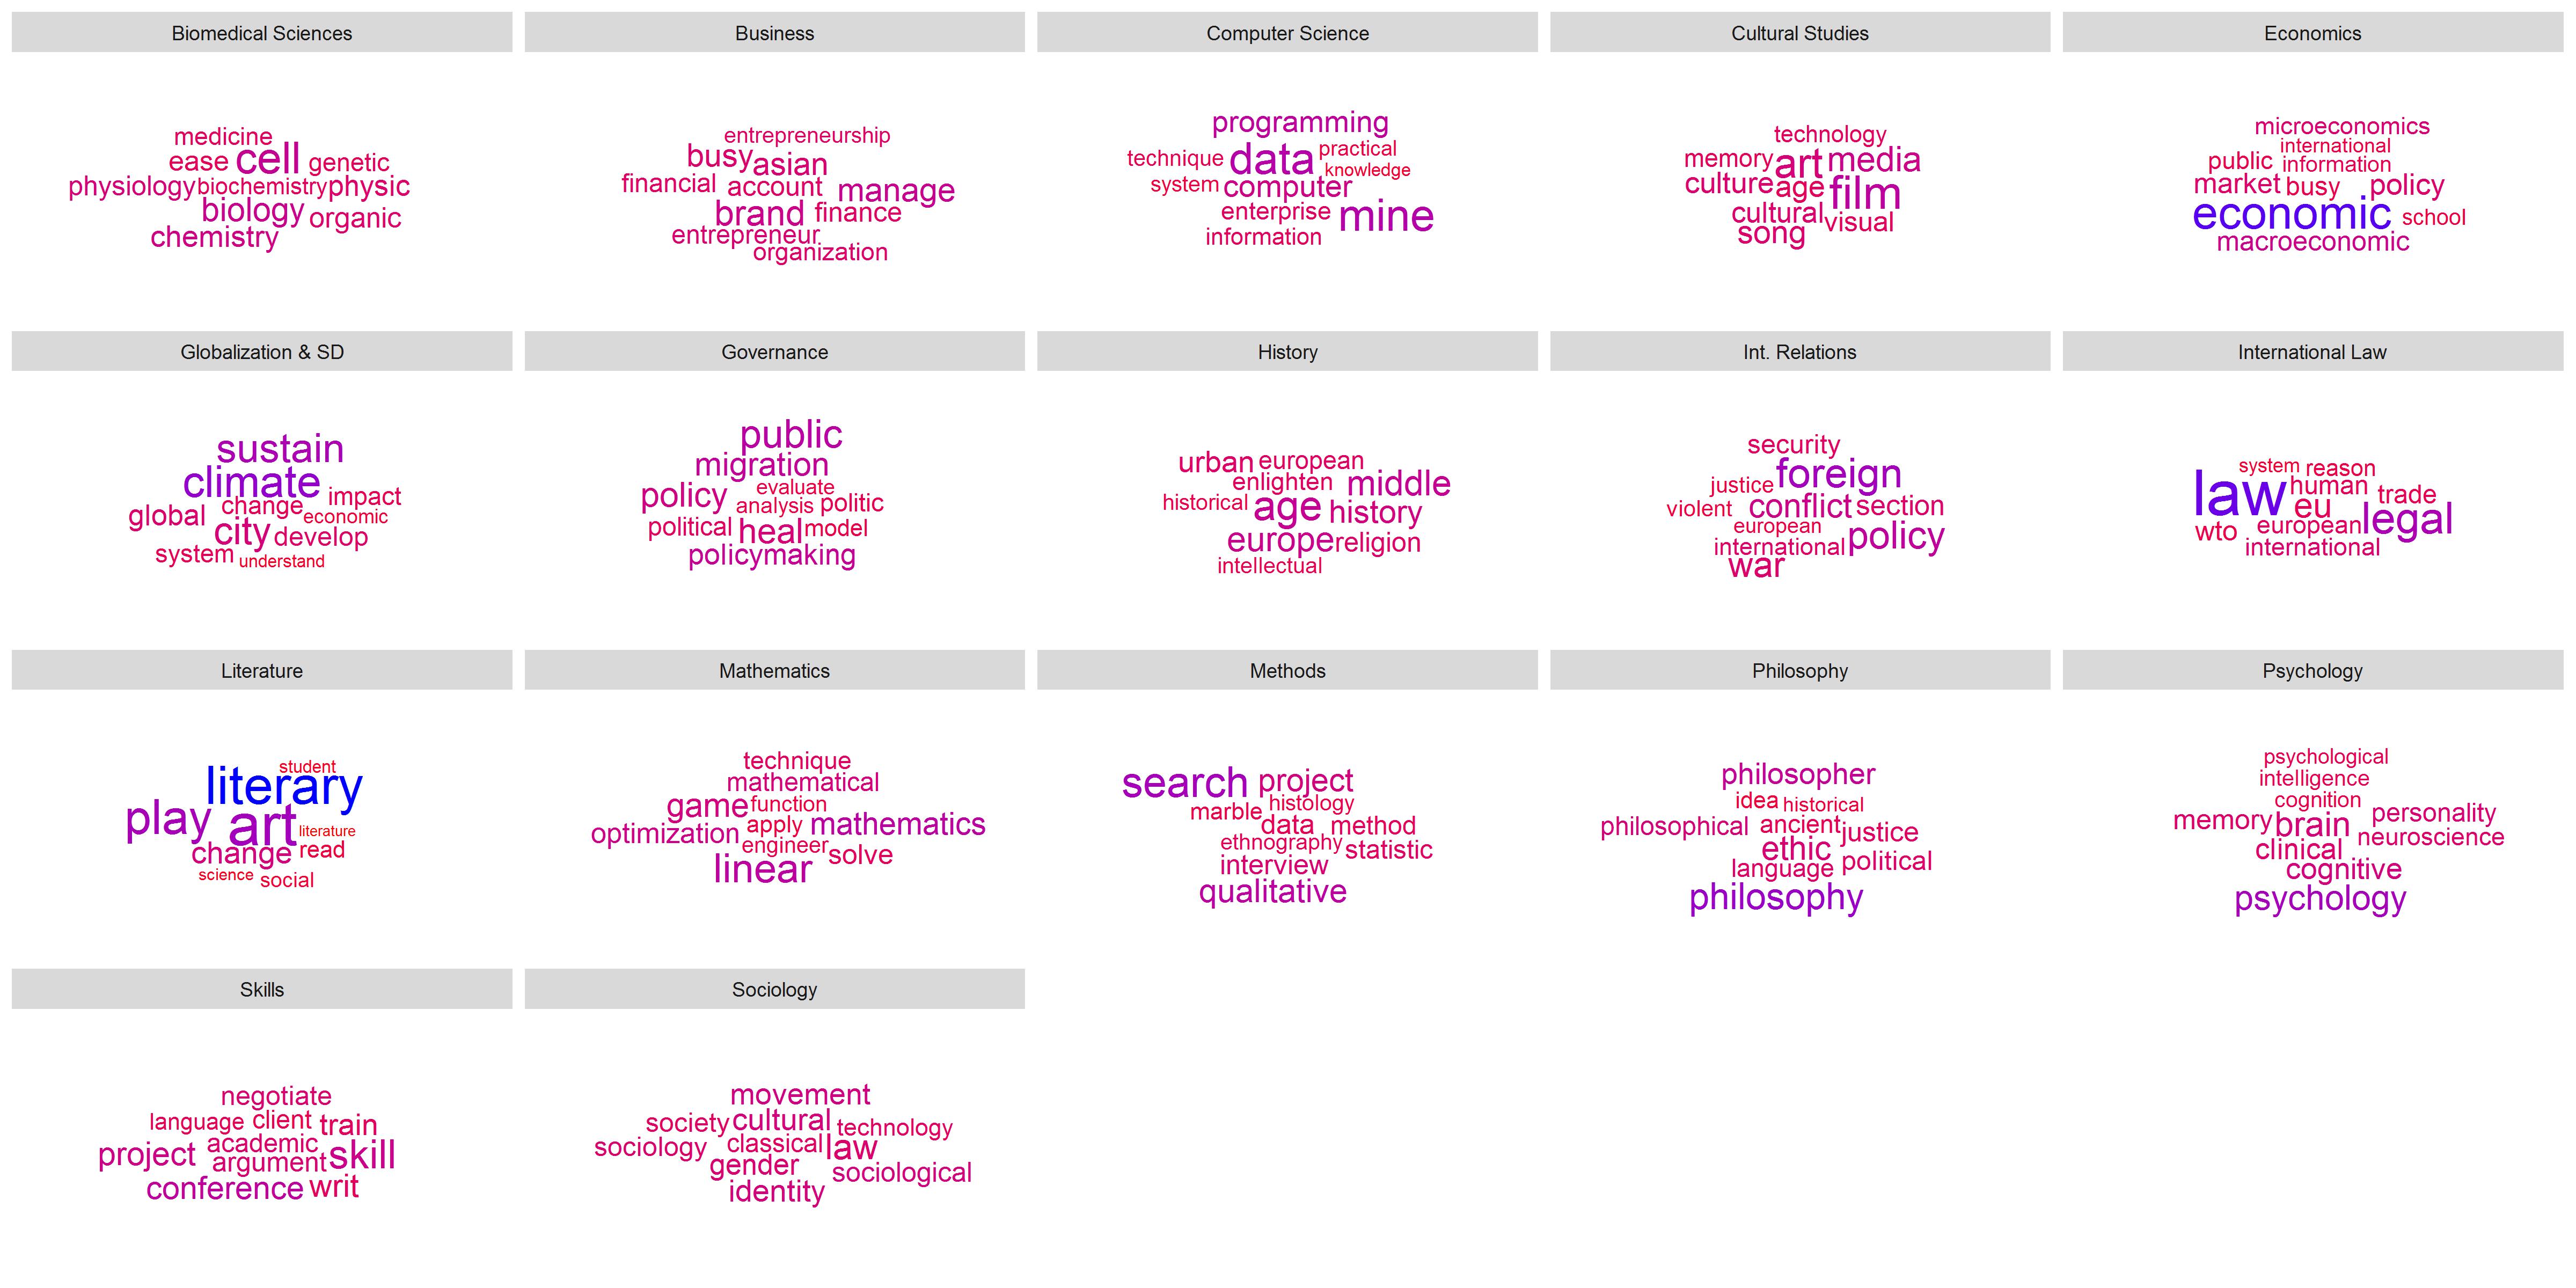 Biomedical Sciences
medicine
ease cell genetic
physiology biochemistry physic
biology organic
chemistry
Business
entrepreneurship
busy asian
financial account manage
brand finance
entrepreneur
organization
Computer Science
programming
technique data practical
knowledge
system computer
enterprise mine
information
Cultural Studies
technology
memory art media
culture age film
cultural visual
song
Economics
microeconomics
international
public information
market busy policy
economic school
macroeconomic
Globalization & SD
sustain
climate
change impact
global economic
city develop
system understand
Governance
public
migration
policy evaluate
analysis politic
political heal model
policymaking
History
urban european
enlighten middle
historical age history
europe religion
intellectual
Int. Relations
security
justice foreign
violent conflict section
european
international policy
war
International Law
system reason
law human trade
eu
wto european legal
international
Literature
student
literary
play art literature
change read
science social
Mathematics
technique
mathematical
game function
optimization apply mathematics
engineer solve
linear
Methods
search project
marble histology
data method
ethnography statistic
interview
qualitative
Philosophy
philosopher
idea historical
philosophical ancient justice
ethic
language political
philosophy
Psychology
psychological
intelligence
cognition
memory brain personality
neuroscience
clinical
cognitive
psychology
Skills
negotiate
language client train
academic
project argument skill
conference writ
Sociology
movement
society cultural technology
sociology classical law
gender sociological
identity